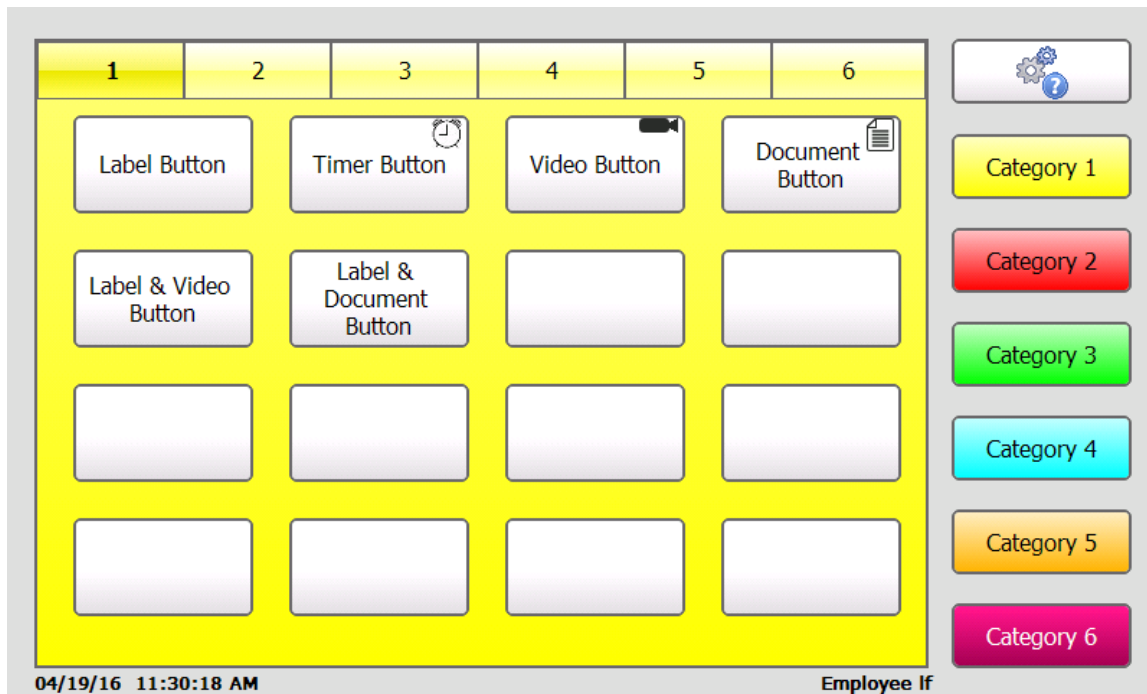 1 2 3 4 5 6
Label Button
Timer Button
Video Button
Document
Button
Label & Video
Button
Label &
Document
Button
?
Category 1
Category 2
Category 3
Category 4
Category 5
Category 6
04/19/16 11:30:18 AM
Employee If